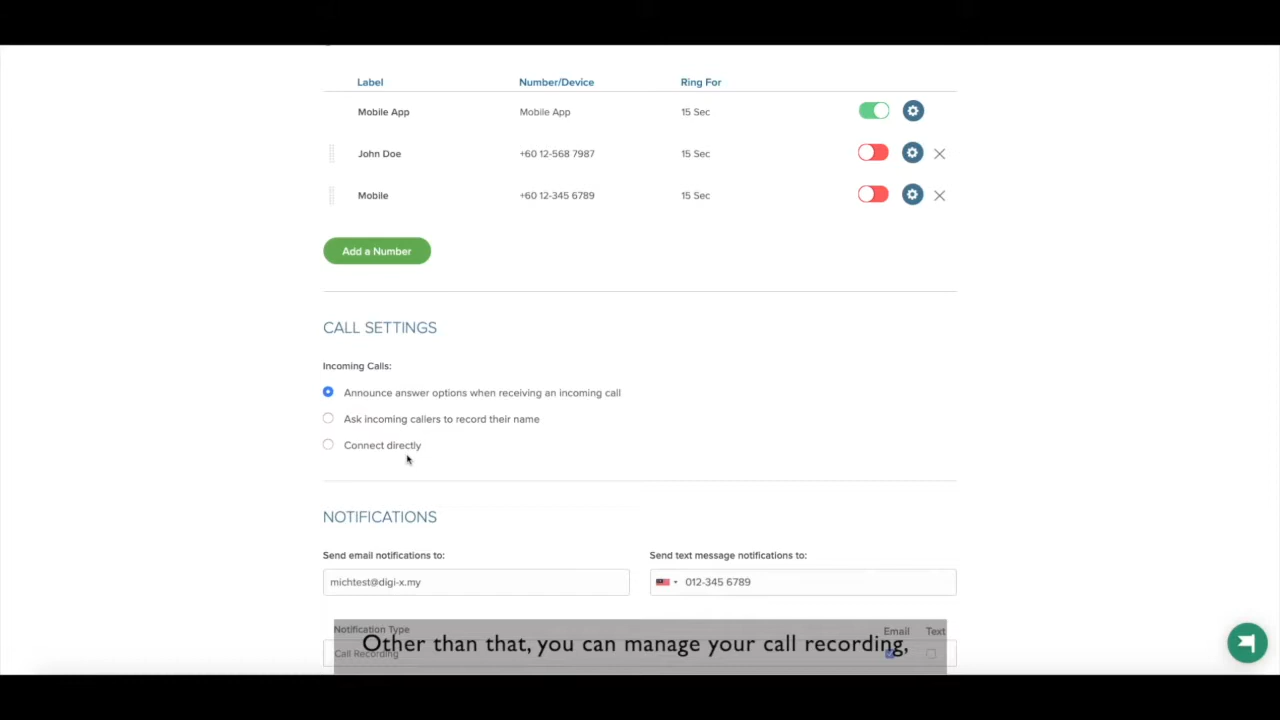 Label Number/Device Ring For
Mobile App Mobile App 15 Sec
John Doe +60 12-568 7987 15 Sec
Mobile +60 12-345 6789 15 Sec
Add a Number
CALL SETTINGS
Incoming Calls:
Announce answer options when receiving an incoming call
Ask incoming callers to record their name
Connect directly
NOTIFICATIONS
Send email notifications to: Send text message notifications to:
michtest@digi-x.my 012-345 6789
Notification Type Email Text
Call Recording
Other than that, you can manage your call recording,